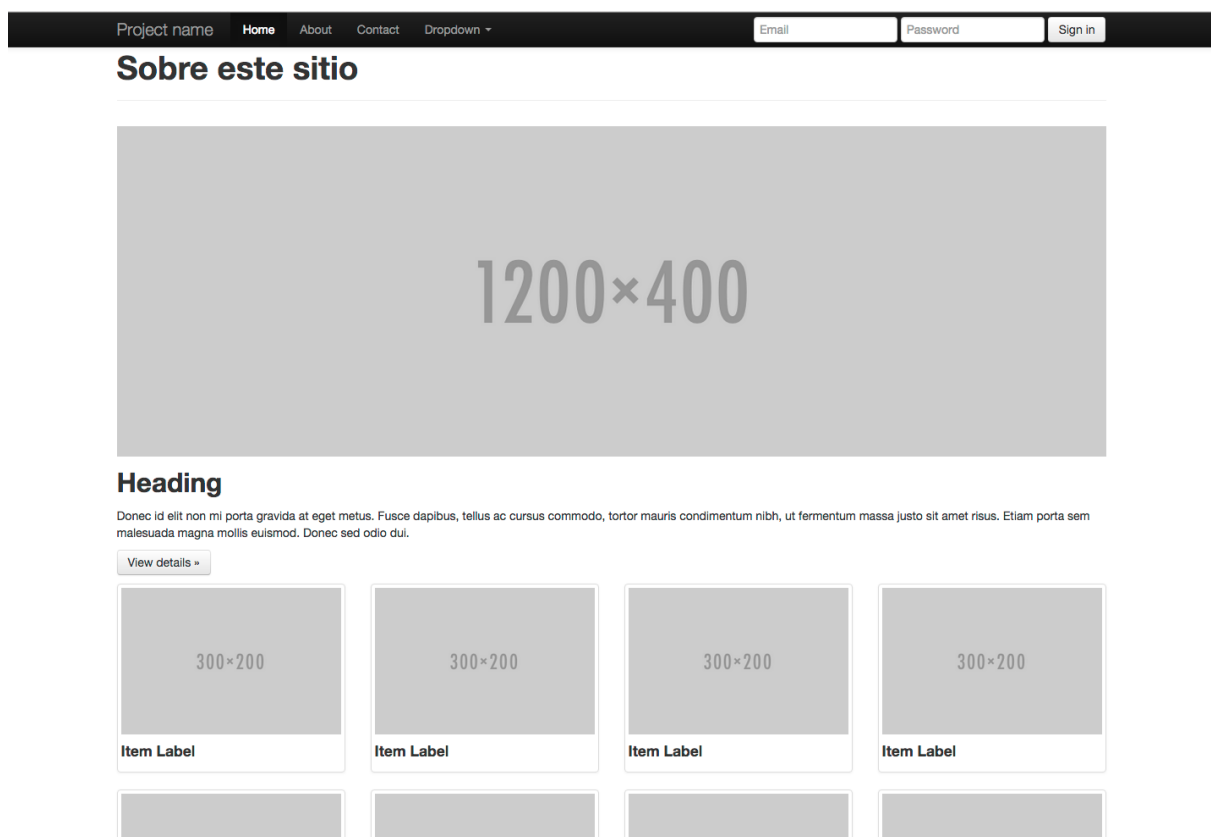 Project name Home About Contact Dropdown Email Password Sign in
Sobre este sitio
1200×400
Heading
Donec id elit non mi porta gravida at eget metus. Fusce dapibus, tellus ac cursus commodo, tortor mauris condimentum nibh, ut fermentum massa justo sit amet risus. Etiam porta sem
malesuada magna mollis euismod. Donec sed odio dui.
View details »
300×200 300×200 300×200 300×200
Item Label Item Label Item Label Item Label